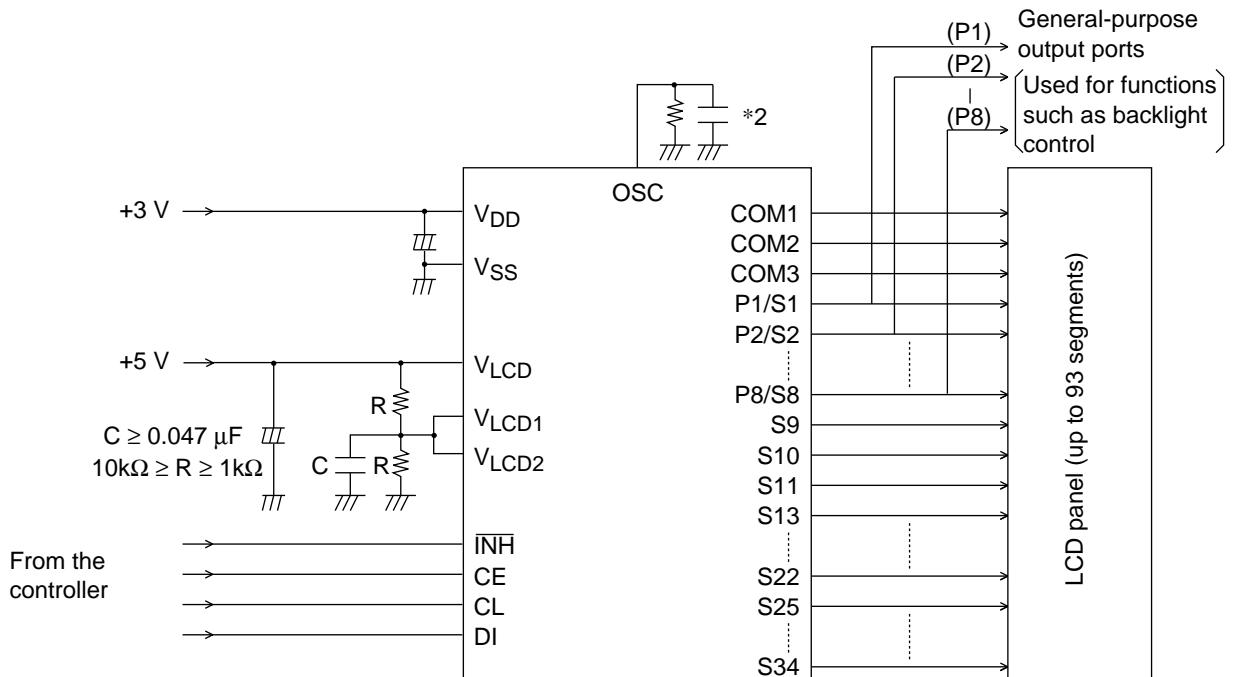 (P1)
General-purpose
output ports
(P2)
(P8)
Used for functions
such as backlight
control
*2
OSC
+3 V
VDD
VSS
+5 V
VLCD
R
VLCD1
C ≥ 0.047 μF
10kΩ ≥ R ≥ 1kΩ
C
R
VLCD2
From the
controller
INH
CE
CL
DI
COM1
COM2
COM3
P1/S1
P2/S2
P8/S8
S9
S10
S11
S13
S22
S25
S34
LCD panel (up to 93 segments)